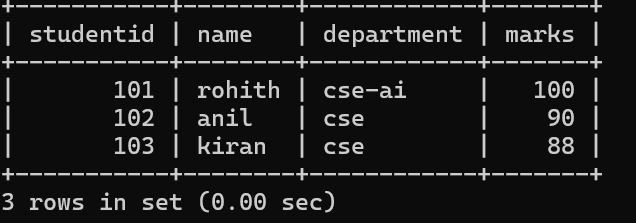 +-----------+--------+------------+-------+
| studentid | name   | department | marks |
+-----------+--------+------------+-------+
|       101 | rohith | cse-ai     |   100 |
|       102 | anil   | cse        |    90 |
|       103 | kiran  | cse        |    88 |
+-----------+--------+------------+-------+
3 rows in set (0.00 sec)